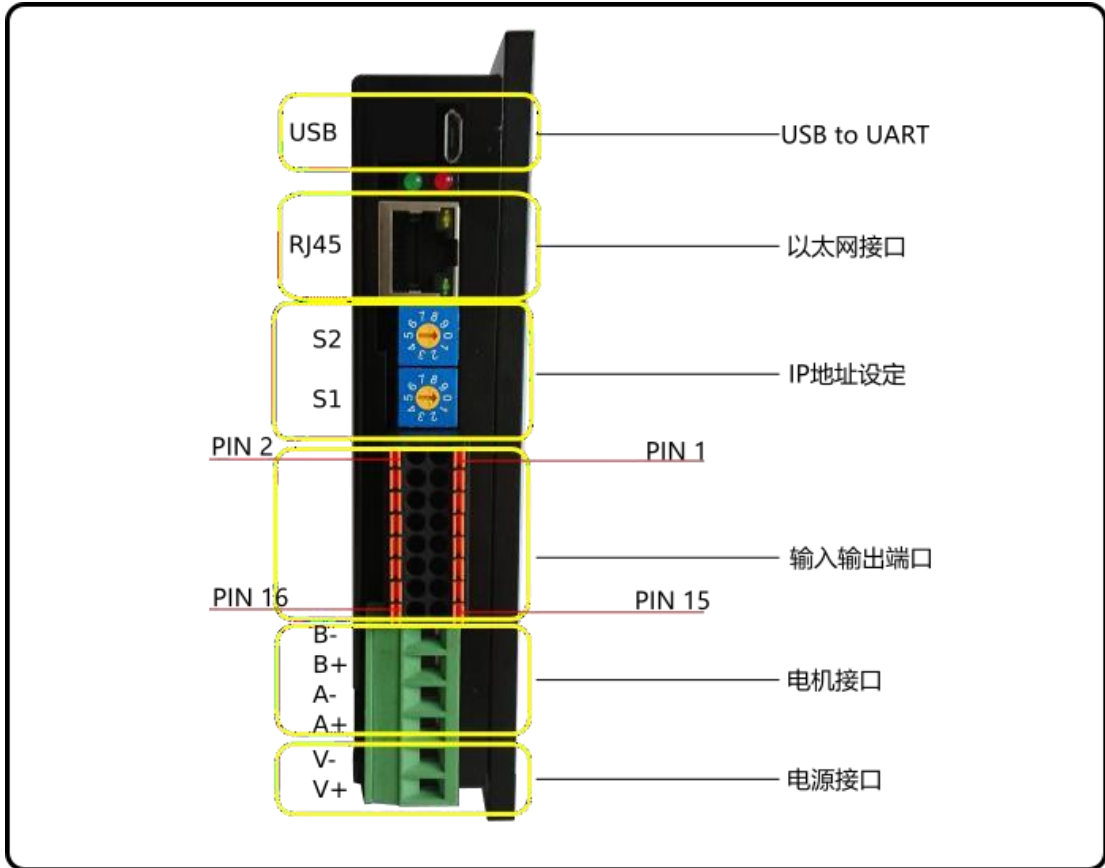 USB
USB to UART
RJ45
以太网接口
S2
S1
IP地址设定
PIN 2
PIN 1
输入输出端口
PIN 16
PIN 15
B-
B+
A-
A+
电机接口
V-
V+
电源接口